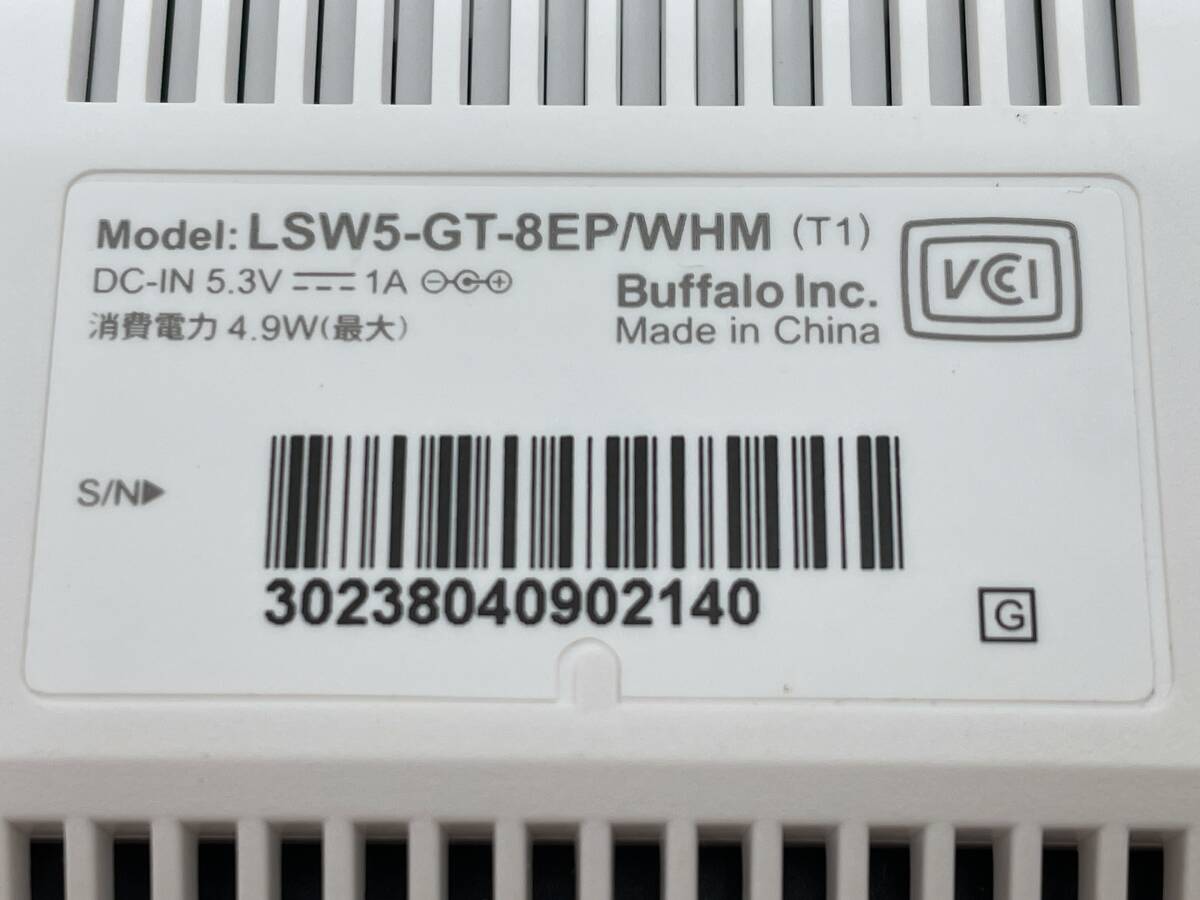 Model: LSW5-GT-8EP/WHM (T1)
DC-IN 5.3V ⎓ 1A
消費電力 4.9W(最大)
Buffalo Inc.
Made in China
VCCI
S/N▶
30238040902140
G